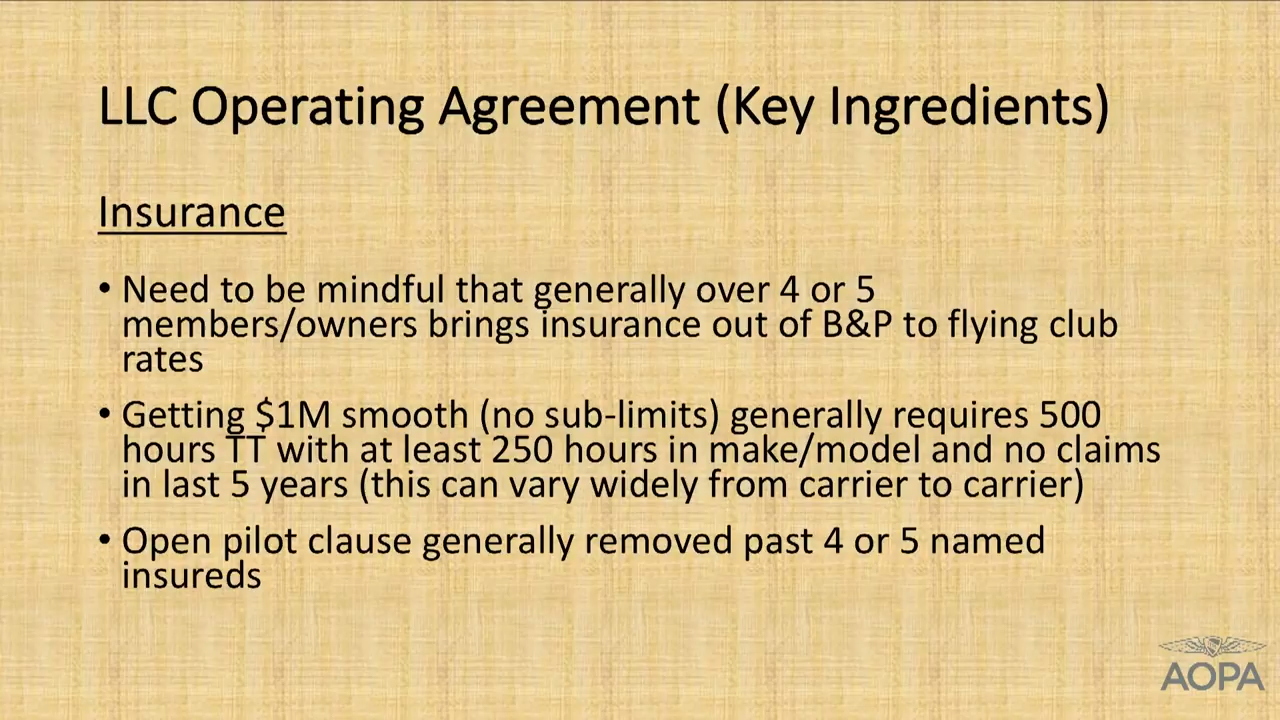 LLC Operating Agreement (Key Ingredients)
Insurance
• Need to be mindful that generally over 4 or 5
members/owners brings insurance out of B&P to flying club
rates
• Getting $1M smooth (no sub-limits) generally requires 500
hours TT with at least 250 hours in make/model and no claims
in last 5 years (this can vary widely from carrier to carrier)
• Open pilot clause generally removed past 4 or 5 named
insureds
AOPA